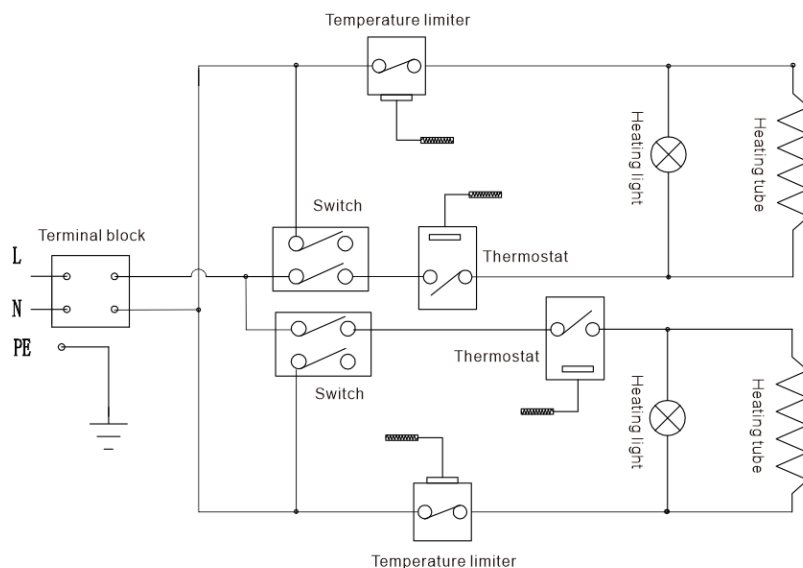 Temperature limiter
Heating light
Heating tube
Switch
Terminal block
L
Thermostat
N
PE
Thermostat
Switch
Heating light
Heating tube
Temperature limiter